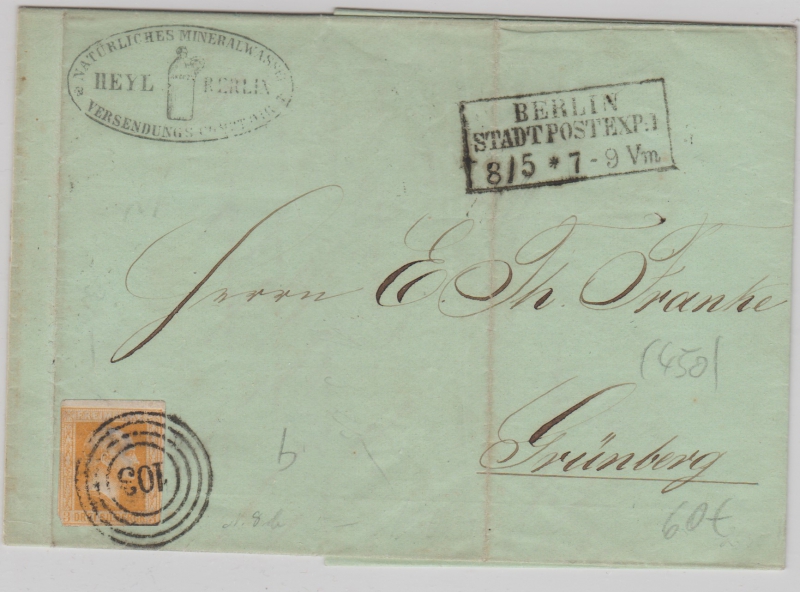 NATÜRLICHES MINERALWASSER
HEYL BERLIN
VERSENDUNGS-COMPTOIR
BERLIN
STADTPOSTEXP. I
8/5 * 7 - 9 Vm
Herrn E. Th. Franke
(450)
Grünberg
103
b
60€